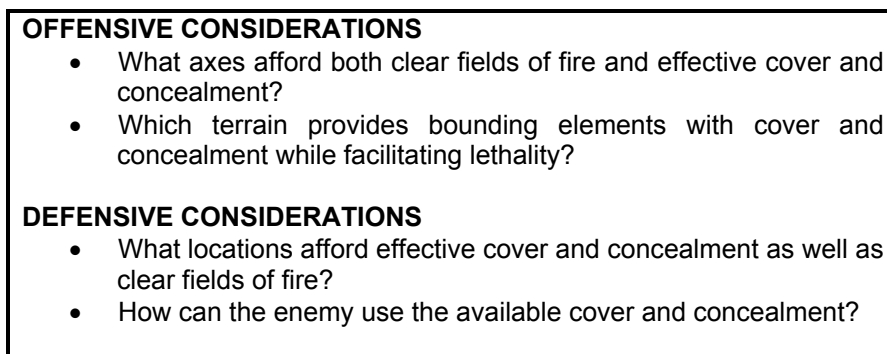 OFFENSIVE CONSIDERATIONS
• What axes afford both clear fields of fire and effective cover and
concealment?
• Which terrain provides bounding elements with cover and
concealment while facilitating lethality?
DEFENSIVE CONSIDERATIONS
• What locations afford effective cover and concealment as well as
clear fields of fire?
• How can the enemy use the available cover and concealment?